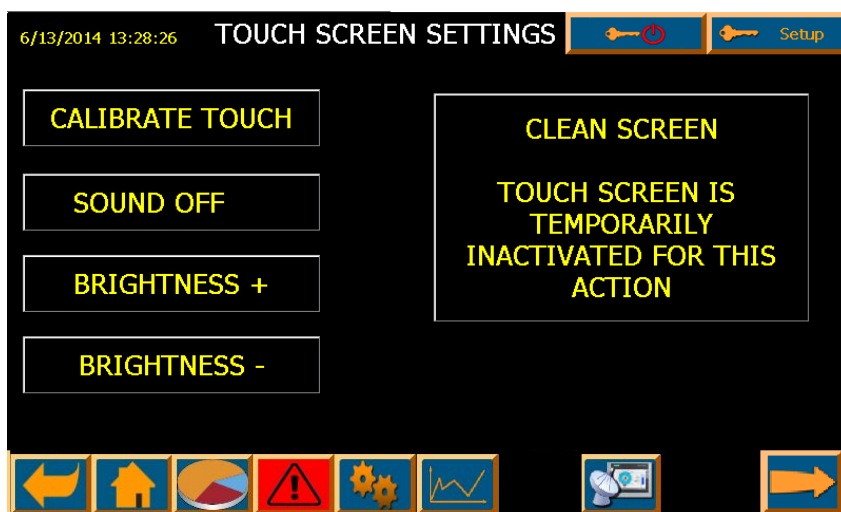 6/13/2014 13:28:26
TOUCH SCREEN SETTINGS
Setup
CALIBRATE TOUCH
SOUND OFF
BRIGHTNESS +
BRIGHTNESS -
CLEAN SCREEN
TOUCH SCREEN IS
TEMPORARILY
INACTIVATED FOR THIS
ACTION